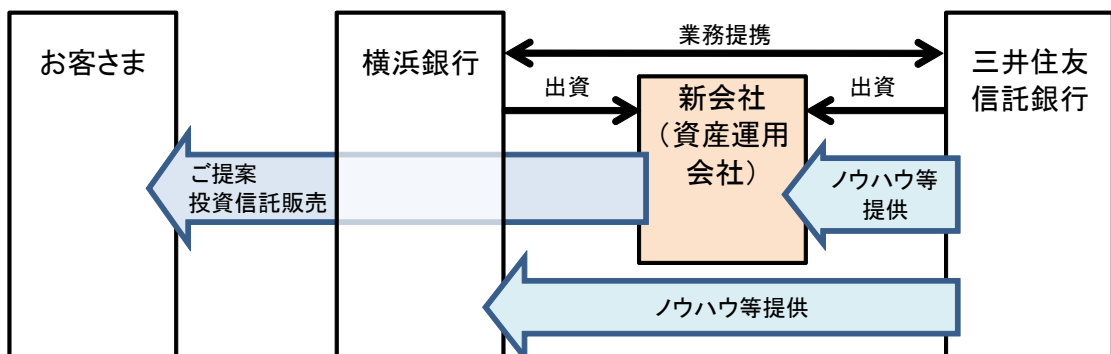 お客さま
横浜銀行
業務提携
三井住友
信託銀行
出資
新会社
(資産運用
会社)
出資
ご提案
投資信託販売
ノウハウ等
提供
ノウハウ等提供